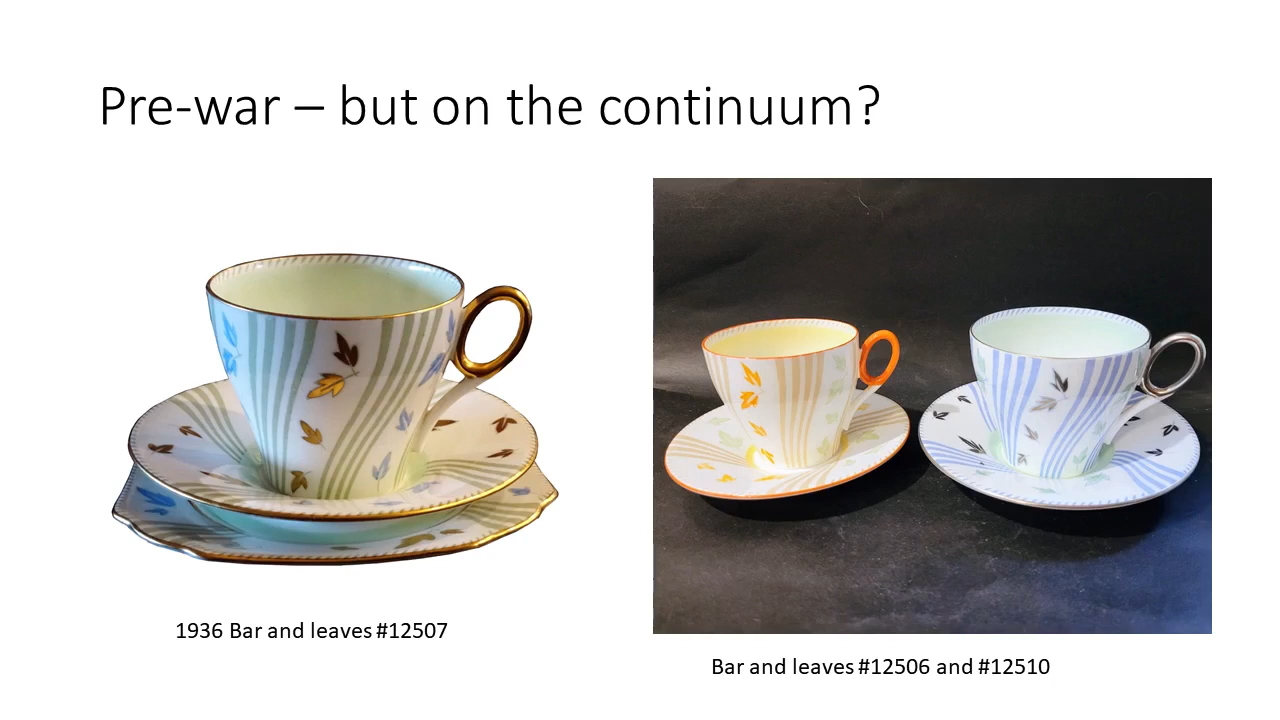 Pre-war – but on the continuum?
1936 Bar and leaves #12507
Bar and leaves #12506 and #12510